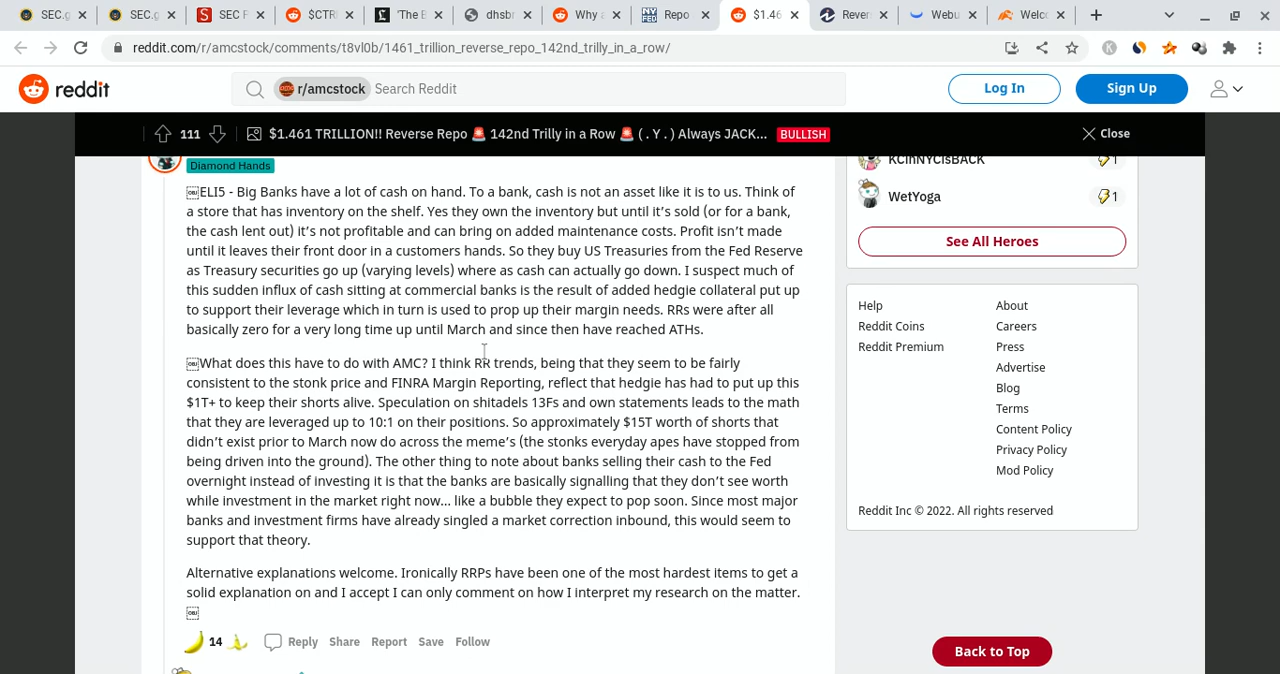 SEC.g
SEC.g
SEC F
$CTR
'The E
dhsbr
Why a
Repo
$1.46
Rever
Webu
Welco
reddit.com/r/amcstock/comments/t8vl0b/1461_trillion_reverse_repo_142nd_trilly_in_a_row/
reddit
r/amcstock
Search Reddit
Log In
Sign Up
111
$1.461 TRILLION!! Reverse Repo 🚨 142nd Trilly in a Row 🚨 ( . Y . ) Always JACK...
BULLISH
Close
Diamond Hands
ELI5 - Big Banks have a lot of cash on hand. To a bank, cash is not an asset like it is to us. Think of
a store that has inventory on the shelf. Yes they own the inventory but until it's sold (or for a bank,
the cash lent out) it's not profitable and can bring on added maintenance costs. Profit isn't made
until it leaves their front door in a customers hands. So they buy US Treasuries from the Fed Reserve
as Treasury securities go up (varying levels) where as cash can actually go down. I suspect much of
this sudden influx of cash sitting at commercial banks is the result of added hedgie collateral put up
to support their leverage which in turn is used to prop up their margin needs. RRs were after all
basically zero for a very long time up until March and since then have reached ATHs.
What does this have to do with AMC? I think RR trends, being that they seem to be fairly
consistent to the stonk price and FINRA Margin Reporting, reflect that hedgie has had to put up this
$1T+ to keep their shorts alive. Speculation on shitadels 13Fs and own statements leads to the math
that they are leveraged up to 10:1 on their positions. So approximately $15T worth of shorts that
didn't exist prior to March now do across the meme's (the stonks everyday apes have stopped from
being driven into the ground). The other thing to note about banks selling their cash to the Fed
overnight instead of investing it is that the banks are basically signalling that they don't see worth
while investment in the market right now... like a bubble they expect to pop soon. Since most major
banks and investment firms have already singled a market correction inbound, this would seem to
support that theory.
Alternative explanations welcome. Ironically RRPs have been one of the most hardest items to get a
solid explanation on and I accept I can only comment on how I interpret my research on the matter.
14
Reply
Share
Report
Save
Follow
KCinNYCisBACK
1
WetYoga
1
See All Heroes
Help
About
Reddit Coins
Careers
Reddit Premium
Press
Advertise
Blog
Terms
Content Policy
Privacy Policy
Mod Policy
Reddit Inc © 2022. All rights reserved
Back to Top